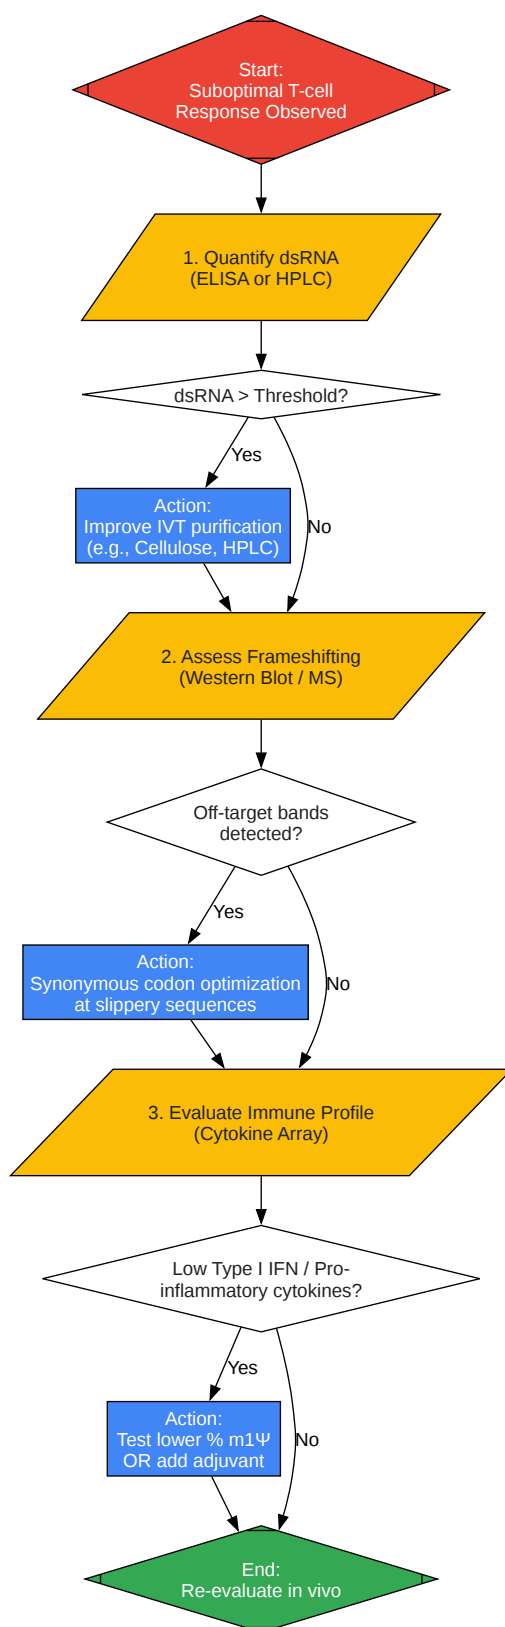 Start:
Suboptimal T-cell
Response Observed
1. Quantify dsRNA
(ELISA or HPLC)
dsRNA > Threshold?
Yes
Action:
Improve IVT purification
(e.g., Cellulose, HPLC)
No
2. Assess Frameshifting
(Western Blot / MS)
Off-target bands
detected?
Yes
Action:
Synonymous codon optimization
at slippery sequences
No
3. Evaluate Immune Profile
(Cytokine Array)
Low Type I IFN / Pro-
inflammatory cytokines?
Yes
Action:
Test lower % m1Ψ
OR add adjuvant
No
End:
Re-evaluate in vivo